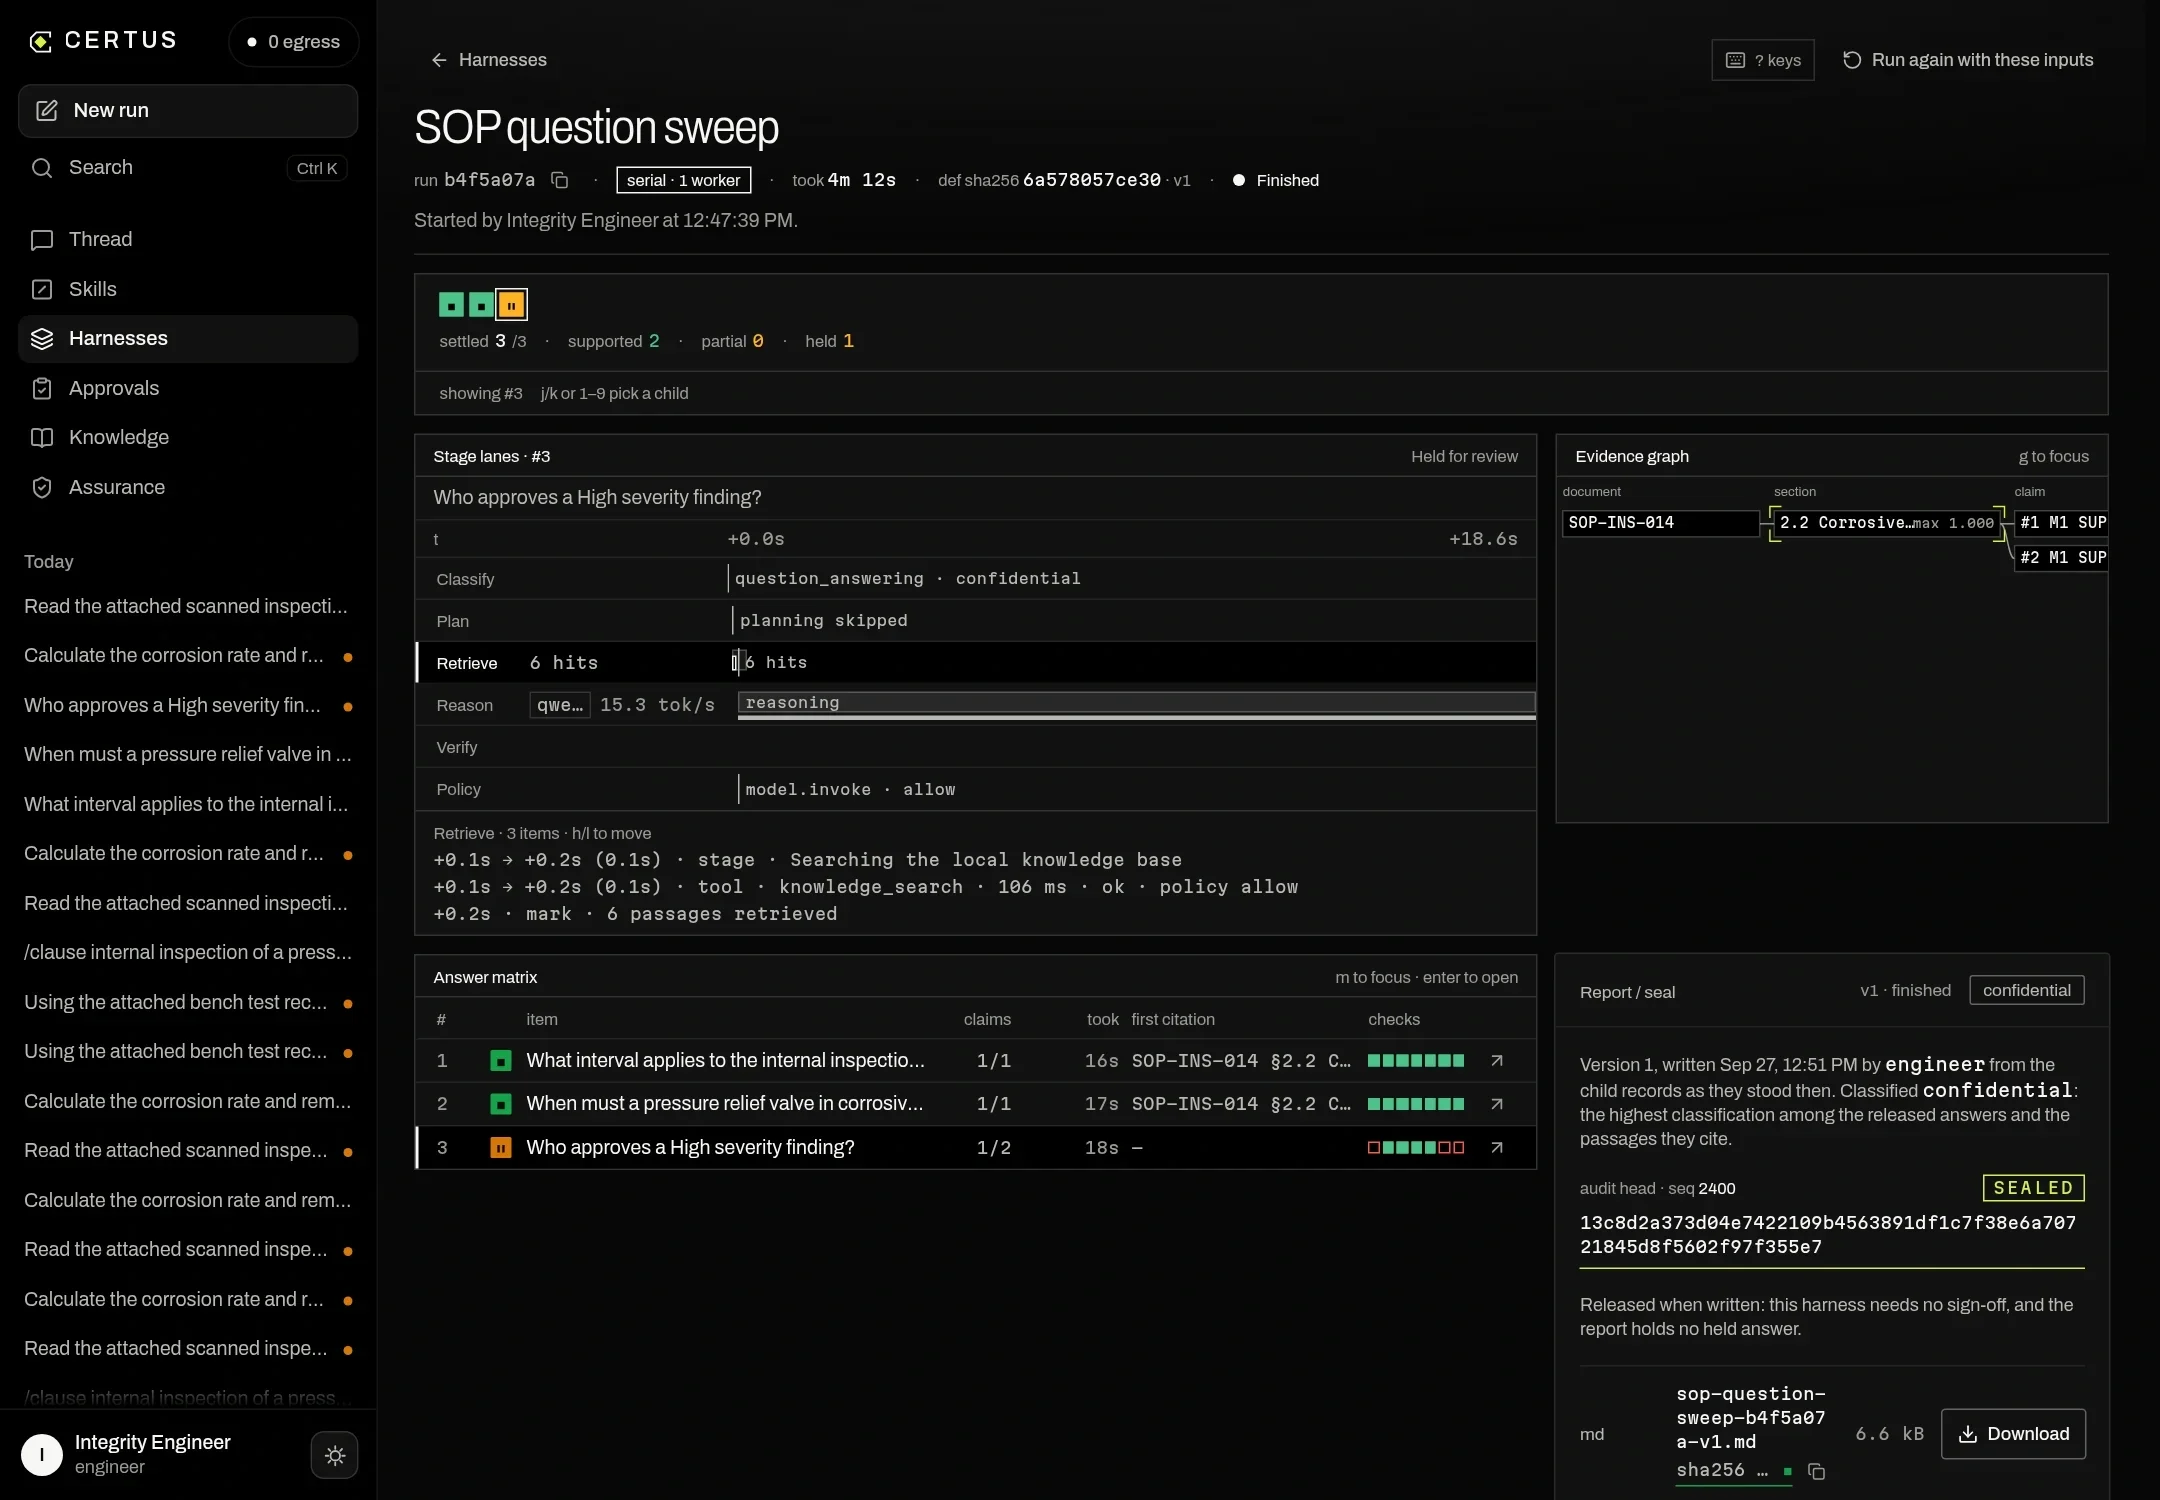 CERTUS
0 egress
New run
Search
Ctrl K
Thread
Skills
Harnesses
Approvals
Knowledge
Assurance
Today
Read the attached scanned inspecti...
Calculate the corrosion rate and r...
Who approves a High severity fin...
When must a pressure relief valve in ...
What interval applies to the internal i...
Calculate the corrosion rate and r...
Read the attached scanned inspecti...
/clause internal inspection of a press...
Using the attached bench test rec...
Using the attached bench test rec...
Calculate the corrosion rate and rem...
Read the attached scanned inspe...
Calculate the corrosion rate and rem...
Read the attached scanned inspe...
Calculate the corrosion rate and r...
Read the attached scanned inspe...
/clause internal inspection of a press...
I
Integrity Engineer
engineer
Harnesses
? keys
Run again with these inputs
SOP question sweep
run b4f5a07a · serial · 1 worker · took 4m 12s · def sha256 6a578057ce30 · v1 · Finished
Started by Integrity Engineer at 12:47:39 PM.
settled 3 /3 · supported 2 · partial 0 · held 1
showing #3 j/k or 1–9 pick a child
Stage lanes · #3
Held for review
Who approves a High severity finding?
t +0.0s +18.6s
Classify question_answering · confidential
Plan planning skipped
Retrieve 6 hits 6 hits
Reason qwe… 15.3 tok/s reasoning
Verify
Policy model.invoke · allow
Retrieve · 3 items · h/l to move
+0.1s → +0.2s (0.1s) · stage · Searching the local knowledge base
+0.1s → +0.2s (0.1s) · tool · knowledge_search · 106 ms · ok · policy allow
+0.2s · mark · 6 passages retrieved
Evidence graph
g to focus
document section claim
SOP-INS-014 2.2 Corrosive… max 1.000 #1 M1 SUP
#2 M1 SUP
Answer matrix
m to focus · enter to open
# item claims took first citation checks
1 What interval applies to the internal inspectio... 1/1 16s SOP-INS-014 §2.2 C…
2 When must a pressure relief valve in corrosiv... 1/1 17s SOP-INS-014 §2.2 C…
3 Who approves a High severity finding? 1/2 18s —
Report / seal
v1 · finished
confidential
Version 1, written Sep 27, 12:51 PM by engineer from the
child records as they stood then. Classified confidential:
the highest classification among the released answers and the
passages they cite.
audit head · seq 2400
SEALED
13c8d2a373d04e7422109b4563891df1c7f38e6a707
21845d8f5602f97f355e7
Released when written: this harness needs no sign-off, and the
report holds no held answer.
md
sop-question-
sweep-b4f5a07
a-v1.md
sha256 …
6.6 kB
Download